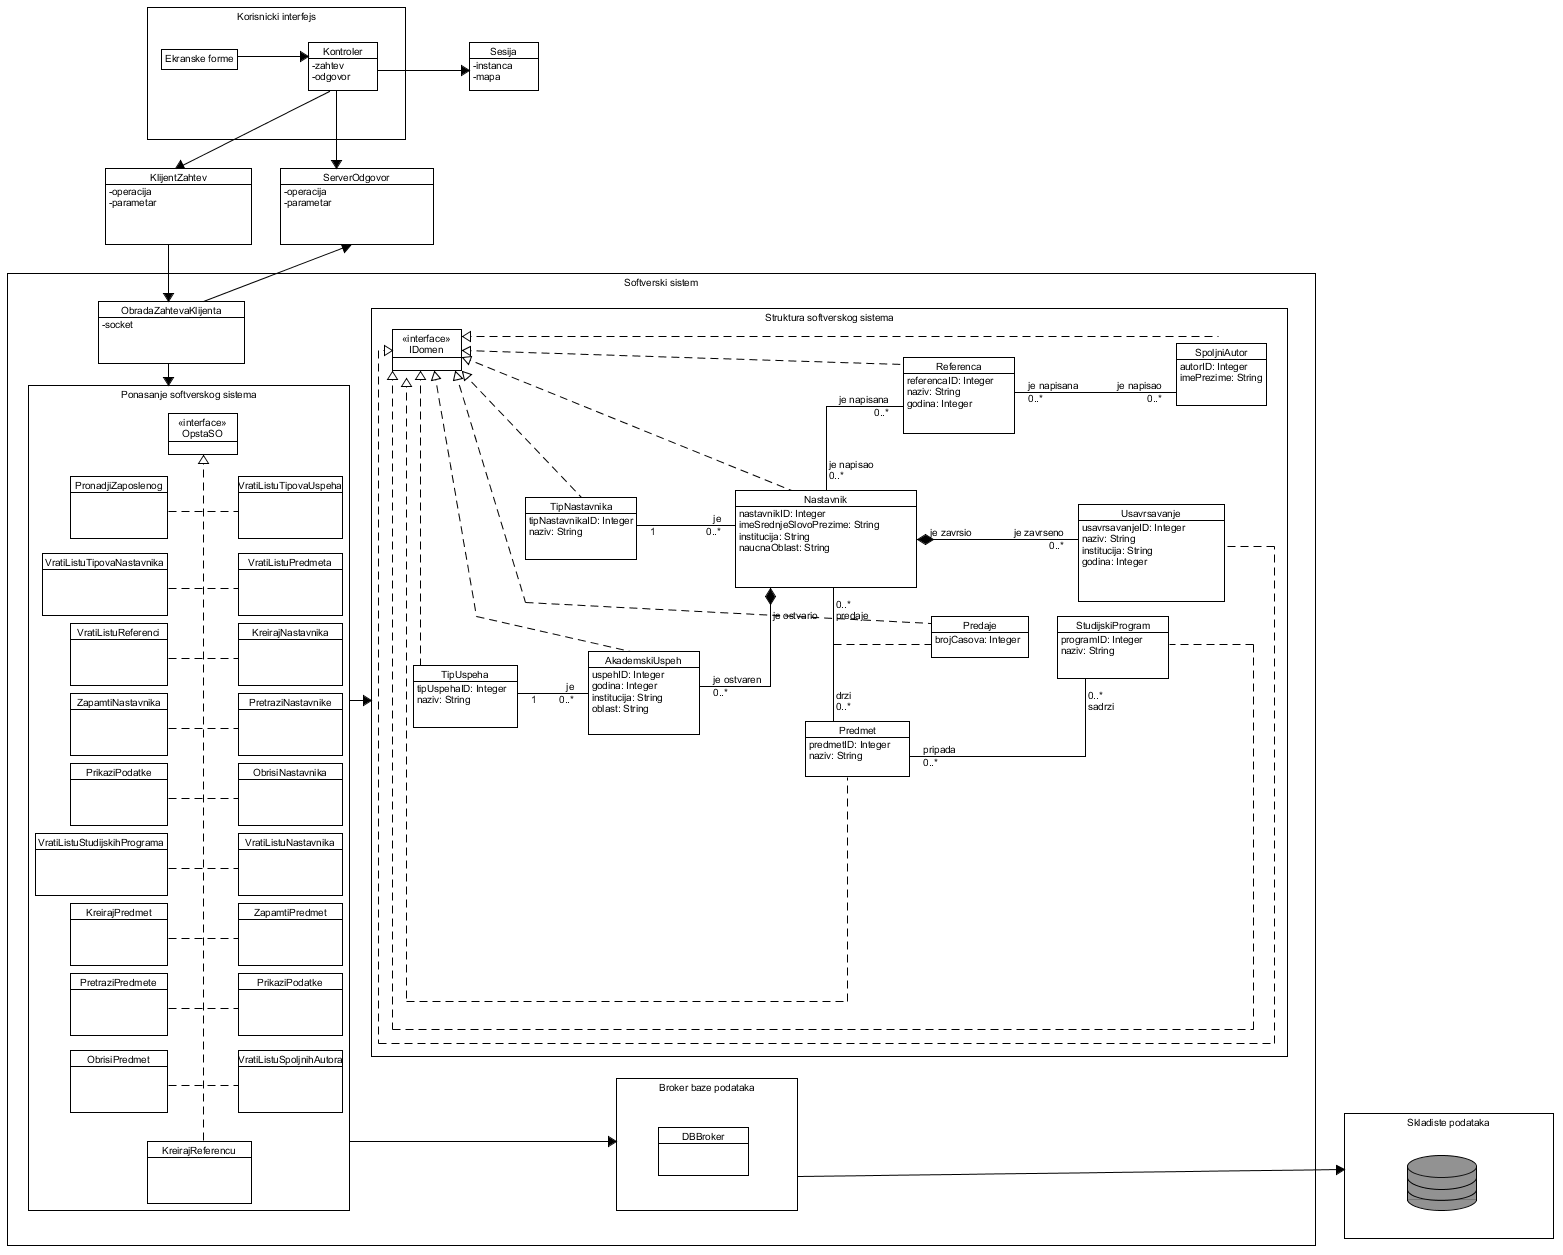 Korisnicki interfejs
Ekranske forme
Kontroler
-zahtev
-odgovor
Sesija
-instanca
-mapa
KlijentZahtev
-operacija
-parametar
ServerOdgovor
-operacija
-parametar
Softverski sistem
ObradaZahtevaKlijenta
-socket
Ponasanje softverskog sistema
«interface»
OpstaSO
PronadjiZaposlenog
VratiListuTipovaUspeha
VratiListuTipovaNastavnika
VratiListuPredmeta
VratiListuReferenci
KreirajNastavnika
ZapamtiNastavnika
PretraziNastavnike
PrikaziPodatke
ObrisiNastavnika
VratiListuStudijskihPrograma
VratiListuNastavnika
KreirajPredmet
ZapamtiPredmet
PretraziPredmete
PrikaziPodatke
ObrisiPredmet
VratiListuSpoljnihAutora
KreirajReferencu
Struktura softverskog sistema
«interface»
IDomen
Referenca
referencaID: Integer
naziv: String
godina: Integer
je napisana
0..*
je napisao
0..*
SpoljniAutor
autorID: Integer
imePrezime: String
je napisana
0..*
je napisao
0..*
TipNastavnika
tipNastavnikaID: Integer
naziv: String
1
je
0..*
Nastavnik
nastavnikID: Integer
imeSrednjeSlovoPrezime: String
institucija: String
naucnaOblast: String
je zavrsio
je zavrseno
0..*
Usavrsavanje
usavrsavanjeID: Integer
naziv: String
institucija: String
godina: Integer
je ostvario
0..*
predaje
Predaje
brojCasova: Integer
StudijskiProgram
programID: Integer
naziv: String
TipUspeha
tipUspehaID: Integer
naziv: String
1
je
0..*
AkademskiUspeh
uspehID: Integer
godina: Integer
institucija: String
oblast: String
je ostvaren
0..*
drzi
0..*
0..*
sadrzi
Predmet
predmetID: Integer
naziv: String
pripada
0..*
Broker baze podataka
DBBroker
Skladiste podataka